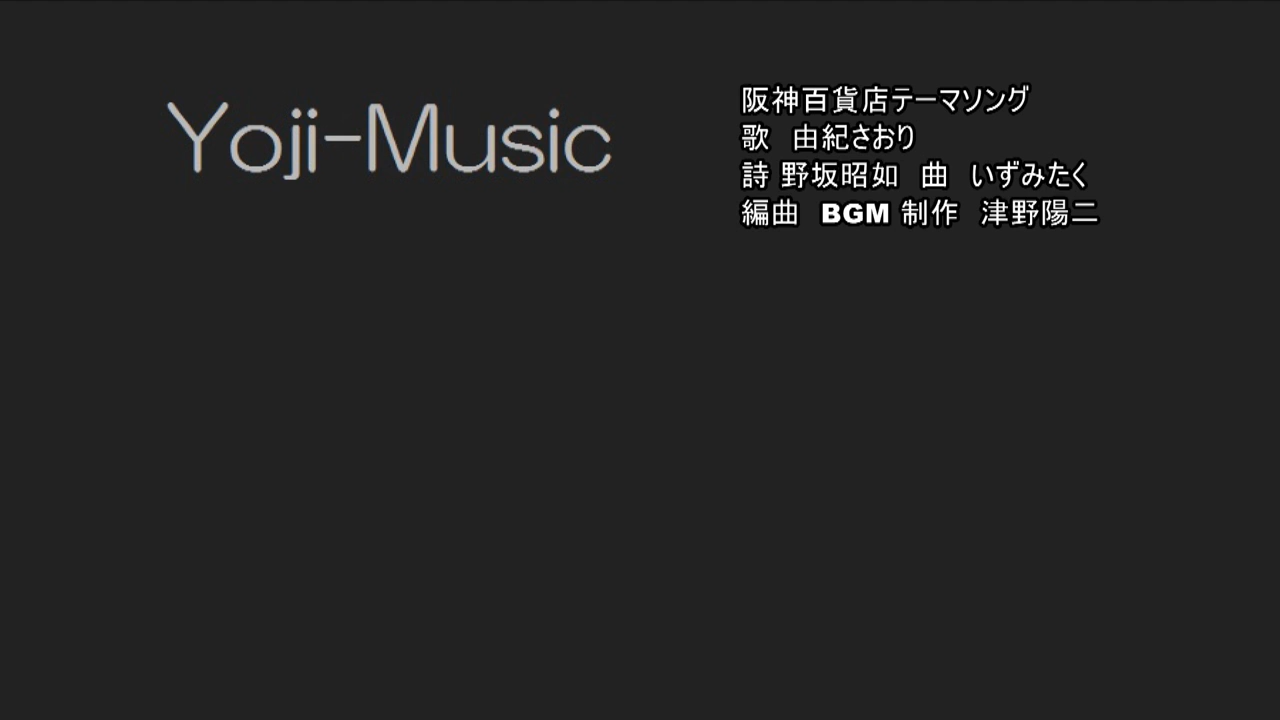 Yoji-Music
阪神百貨店テーマソング
歌　由紀さおり
詩 野坂昭如　曲　いずみたく
編曲　BGM 制作　津野陽二